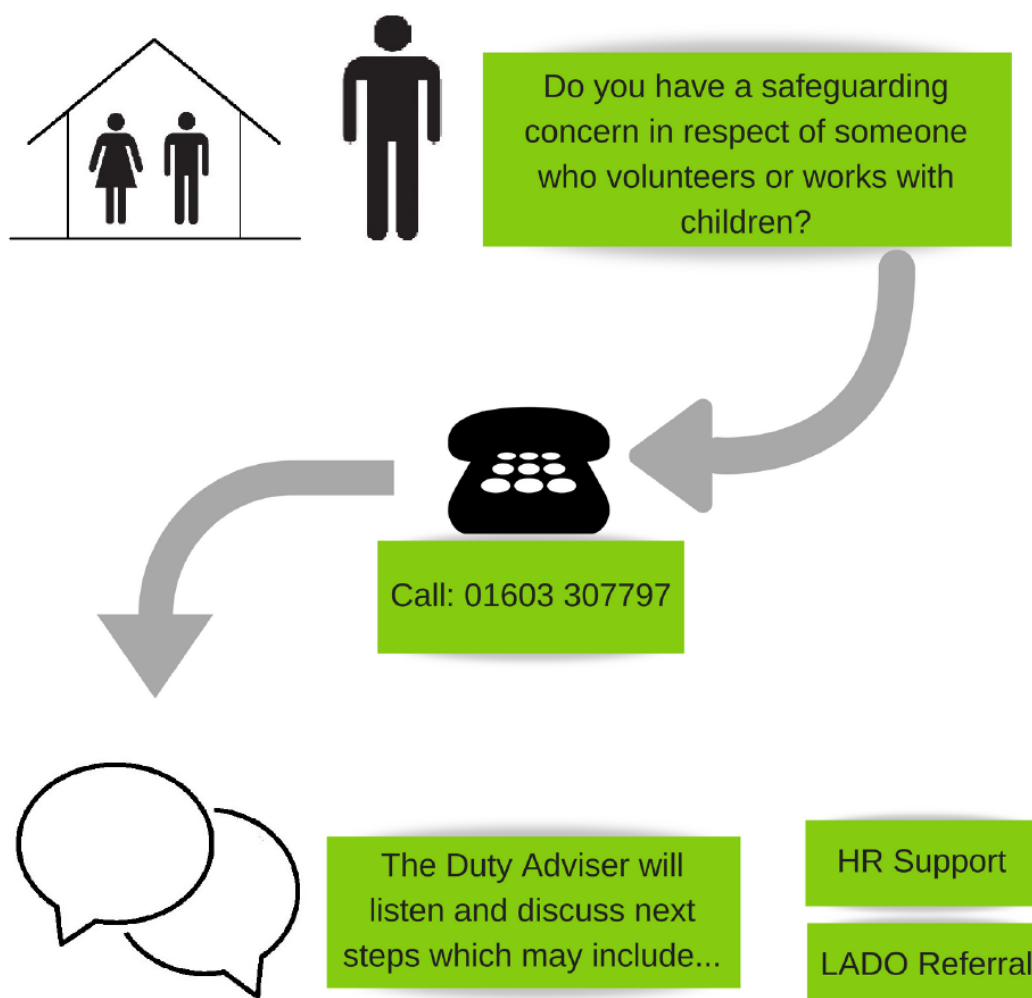 Do you have a safeguarding
concern in respect of someone
who volunteers or works with
children?
Call: 01603 307797
The Duty Adviser will
listen and discuss next
steps which may include...
HR Support
LADO Referral